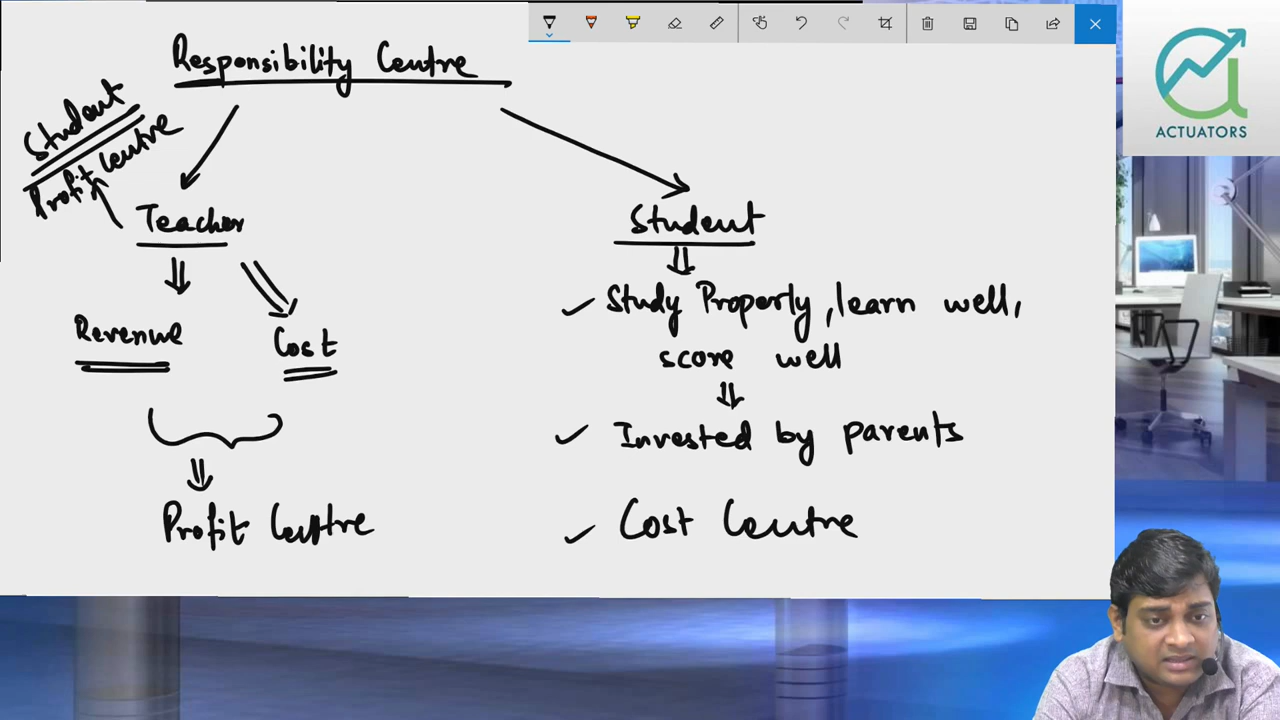 Responsibility Centre
Student
Profit Centre
Teacher
Student
Revenue
Cost
Study Properly, learn well,
score well
Invested by parents
Profit Centre
Cost Centre
ACTUATORS